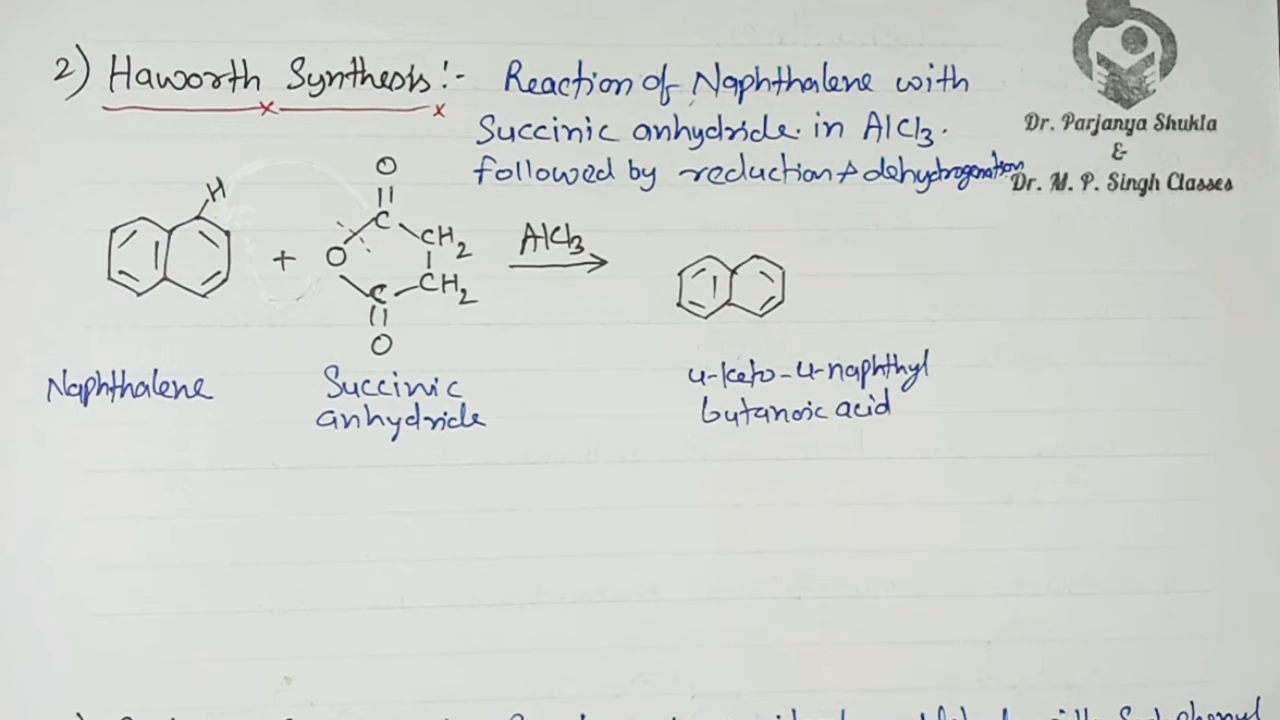 2) Haworth Synthesis:- Reaction of Naphthalene with
Succinic anhydride in AlCl3.
followed by reduction & dehydrogenation
Dr. Parjanya Shukla
&
Dr. M. P. Singh Classes
H
O
C
CH2
O
+
AlCl3
CH2
C
O
Naphthalene
Succinic
anhydride
4-keto-4-naphthyl
butanoic acid